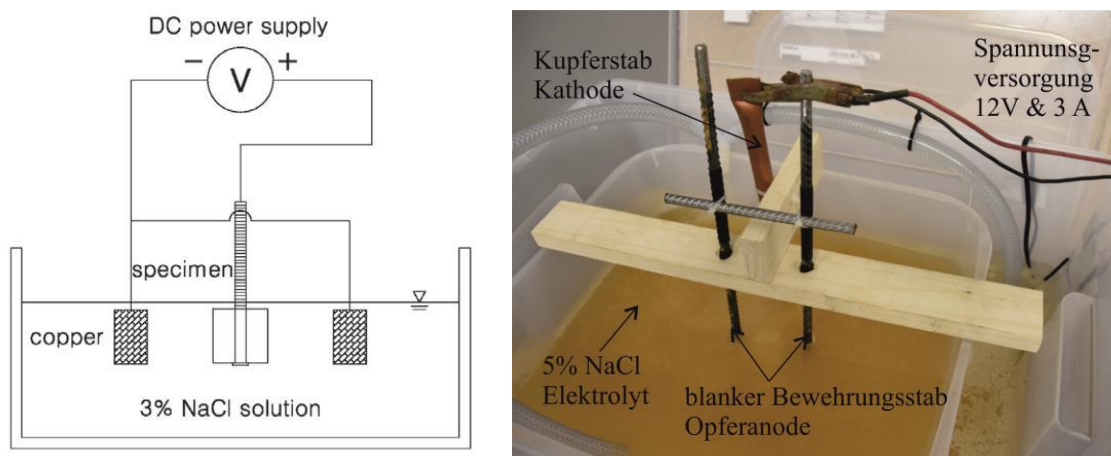 DC power supply
− V +
specimen
copper
3% NaCl solution
Kupferstab
Kathode
Spannunsg-
versorgung
12V & 3 A
5% NaCl
Elektrolyt
blanker Bewehrungsstab
Opferanode